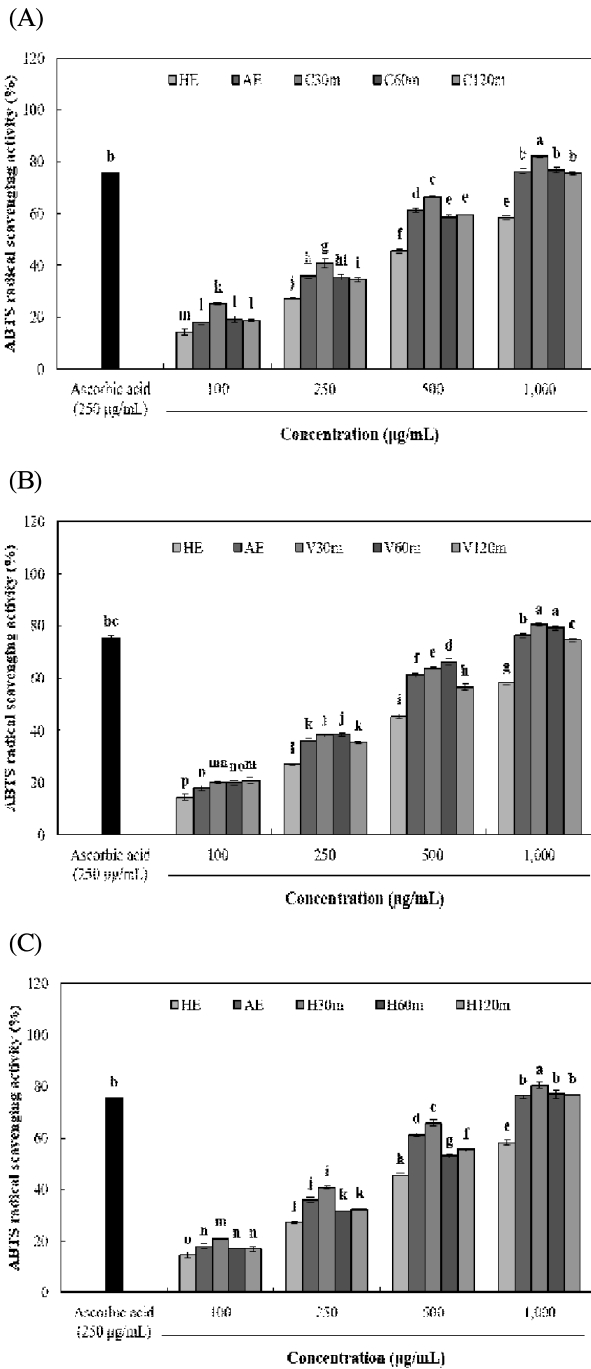 (A)
ABTS radical scavenging activity (%)
120
100
80
60
40
20
0
HE AE C30m C60m C120m
b
m l k l l
j h g hi i
f d c e e
e b a b b
Ascorbic acid
(250 µg/mL)
100 250 500 1,000
Concentration (µg/mL)
(B)
ABTS radical scavenging activity (%)
120
100
80
60
40
20
0
HE AE V30m V60m V120m
bc
p o mn no m
l k j j k
i f e d h
g b a a c
Ascorbic acid
(250 µg/mL)
100 250 500 1,000
Concentration (µg/mL)
(C)
ABTS radical scavenging activity (%)
120
100
80
60
40
20
0
HE AE H30m H60m H120m
b
o n m n n
l j i k k
h d c g f
e b a b b
Ascorbic acid
(250 µg/mL)
100 250 500 1,000
Concentration (µg/mL)